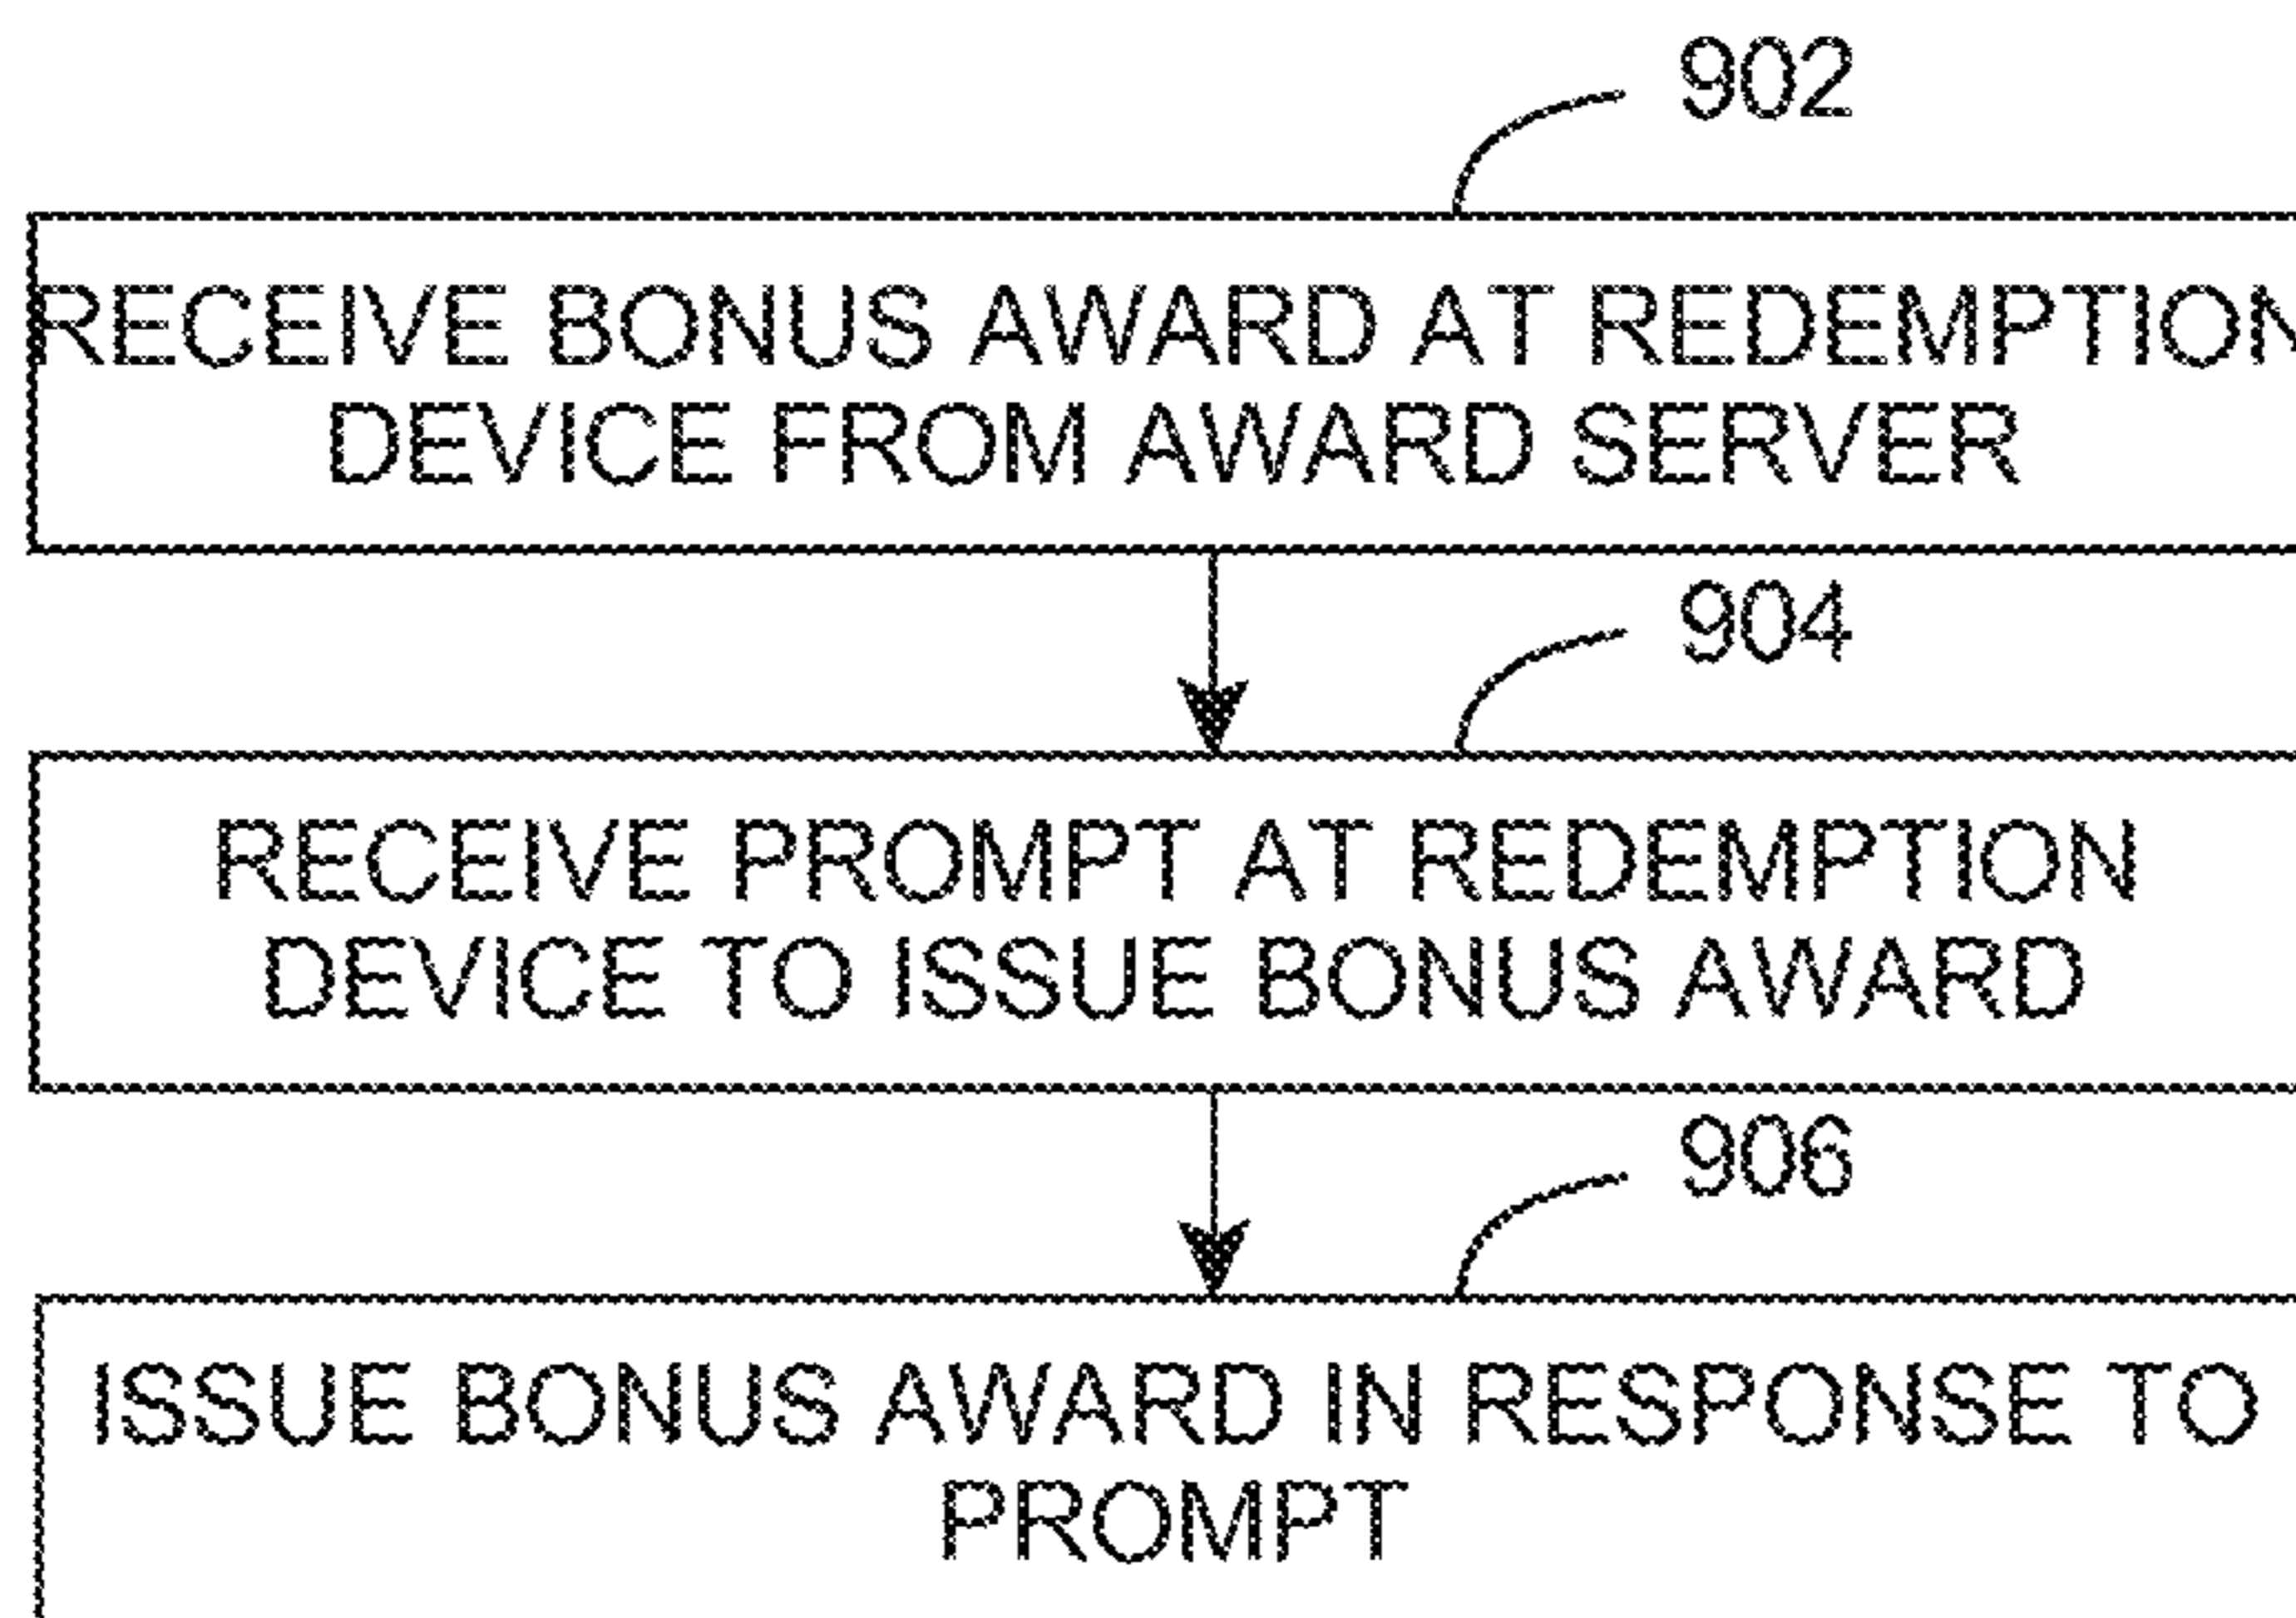 902
RECEIVE BONUS AWARD AT REDEMPTION
DEVICE FROM AWARD SERVER
904
RECEIVE PROMPT AT REDEMPTION
DEVICE TO ISSUE BONUS AWARD
906
ISSUE BONUS AWARD IN RESPONSE TO
PROMPT